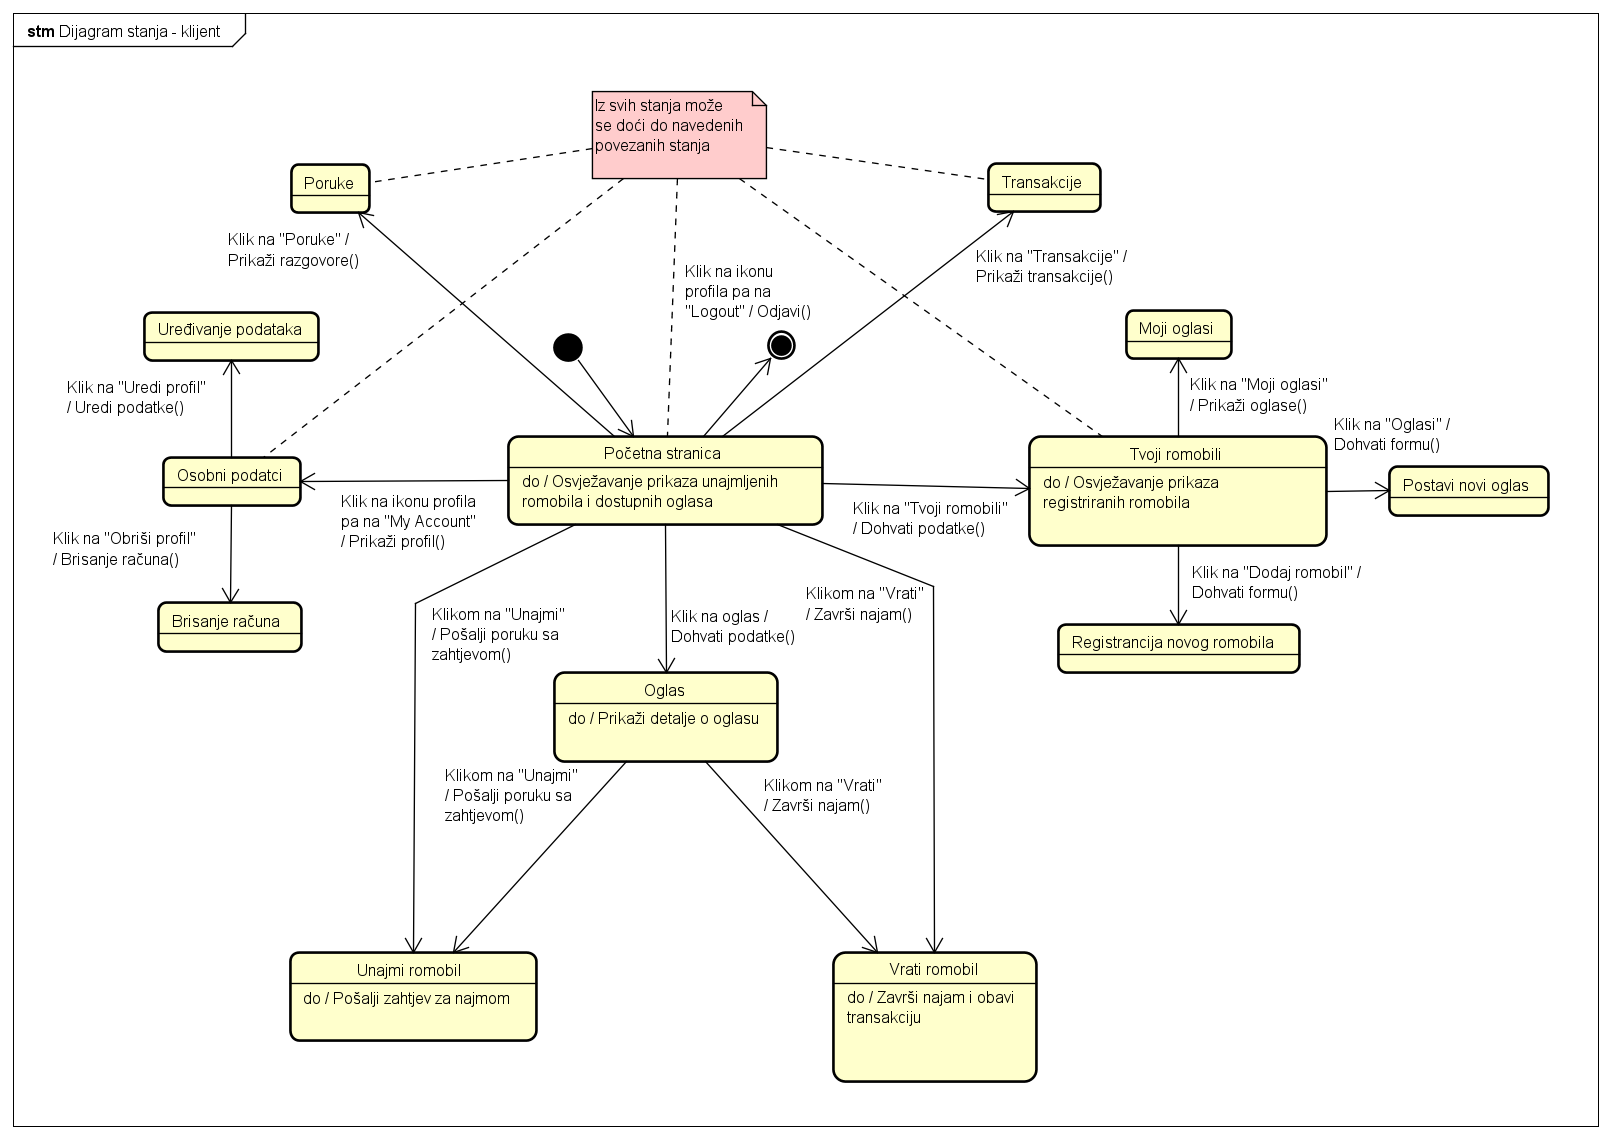 stm Dijagram stanja - klijent
Iz svih stanja može
se doći do navedenih
povezanih stanja
Poruke
Transakcije
Klik na "Poruke" /
Prikaži razgovore()
Klik na ikonu
profila pa na
"Logout" / Odjavi()
Klik na "Transakcije" /
Prikaži transakcije()
Uređivanje podataka
Moji oglasi
Klik na "Uredi profil"
/ Uredi podatke()
Klik na "Moji oglasi"
/ Prikaži oglase()
Klik na "Oglasi" /
Dohvati formu()
Osobni podatci
Početna stranica
do / Osvježavanje prikaza unajmljenih
romobila i dostupnih oglasa
Tvoji romobili
do / Osvježavanje prikaza
registriranih romobila
Postavi novi oglas
Klik na ikonu profila
pa na "My Account"
/ Prikaži profil()
Klik na "Tvoji romobili"
/ Dohvati podatke()
Klik na "Obriši profil"
/ Brisanje računa()
Klik na "Dodaj romobil" /
Dohvati formu()
Brisanje računa
Klikom na "Unajmi"
/ Pošalji poruku sa
zahtjevom()
Klik na oglas /
Dohvati podatke()
Klikom na "Vrati"
/ Završi najam()
Registrancija novog romobila
Oglas
do / Prikaži detalje o oglasu
Klikom na "Unajmi"
/ Pošalji poruku sa
zahtjevom()
Klikom na "Vrati"
/ Završi najam()
Unajmi romobil
do / Pošalji zahtjev za najmom
Vrati romobil
do / Završi najam i obavi
transakciju